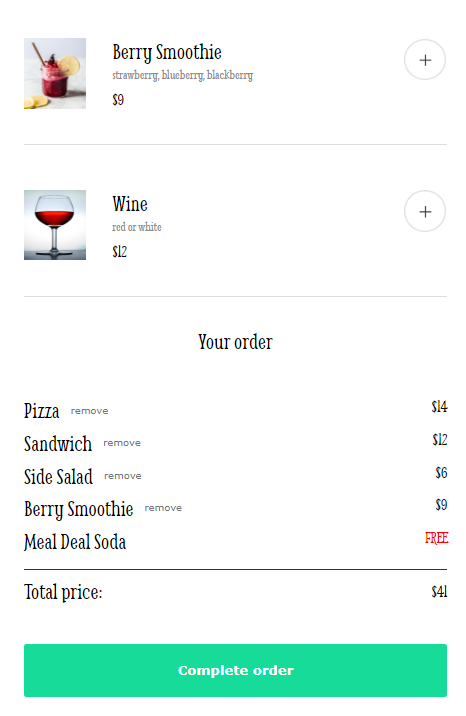 Berry Smoothie
strawberry, blueberry, blackberry
$9
+
Wine
red or white
$12
+
Your order
Pizza remove $14
Sandwich remove $12
Side Salad remove $6
Berry Smoothie remove $9
Meal Deal Soda FREE
Total price: $41
Complete order